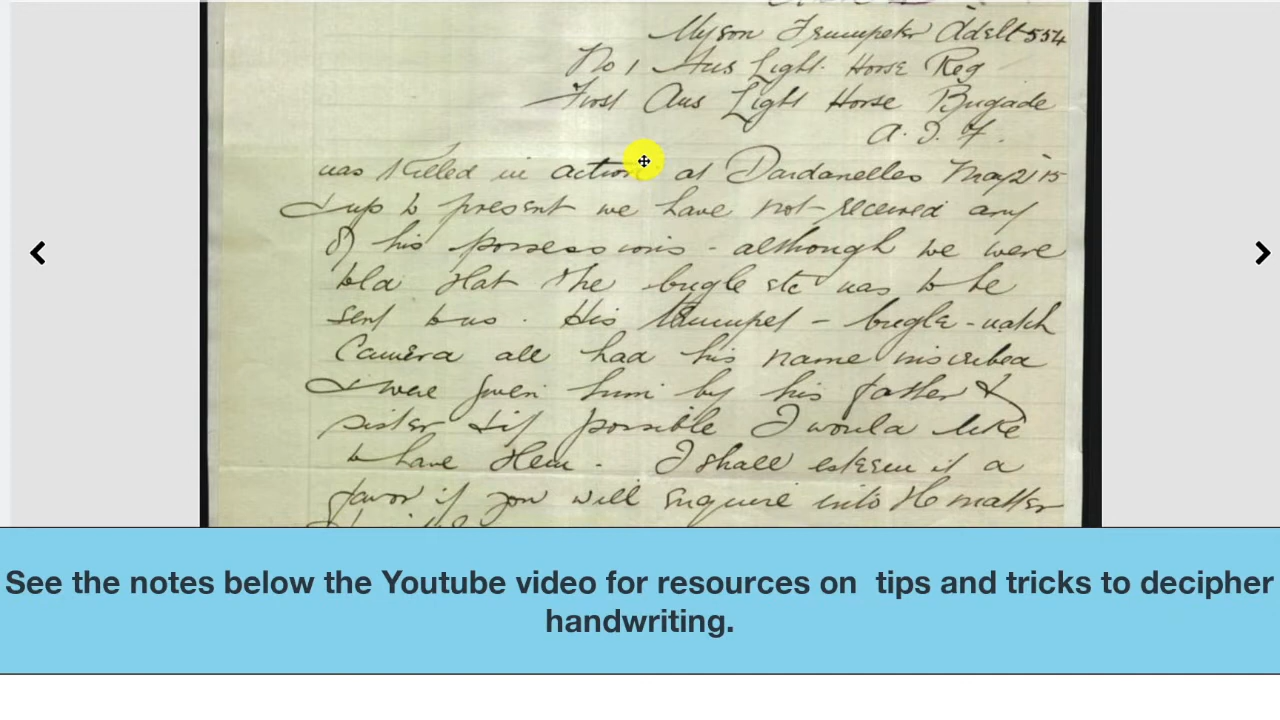 My son Trumpeter Adelt 554
No 1 Aus Light Horse Reg
First Aus Light Horse Brigade
A. I. F.
was killed in action at Dardanelles May 21 15
& up to present we have not received any
of his possessions - although we were
told that the bugle etc was to be
sent to us. His trumpet - bugle - watch
Camera all had his name inscribed
& were given him by his father &
sister & if possible I would like
to have them. I shall esteem it a
favor if you will enquire into the matter
See the notes below the Youtube video for resources on tips and tricks to decipher
handwriting.